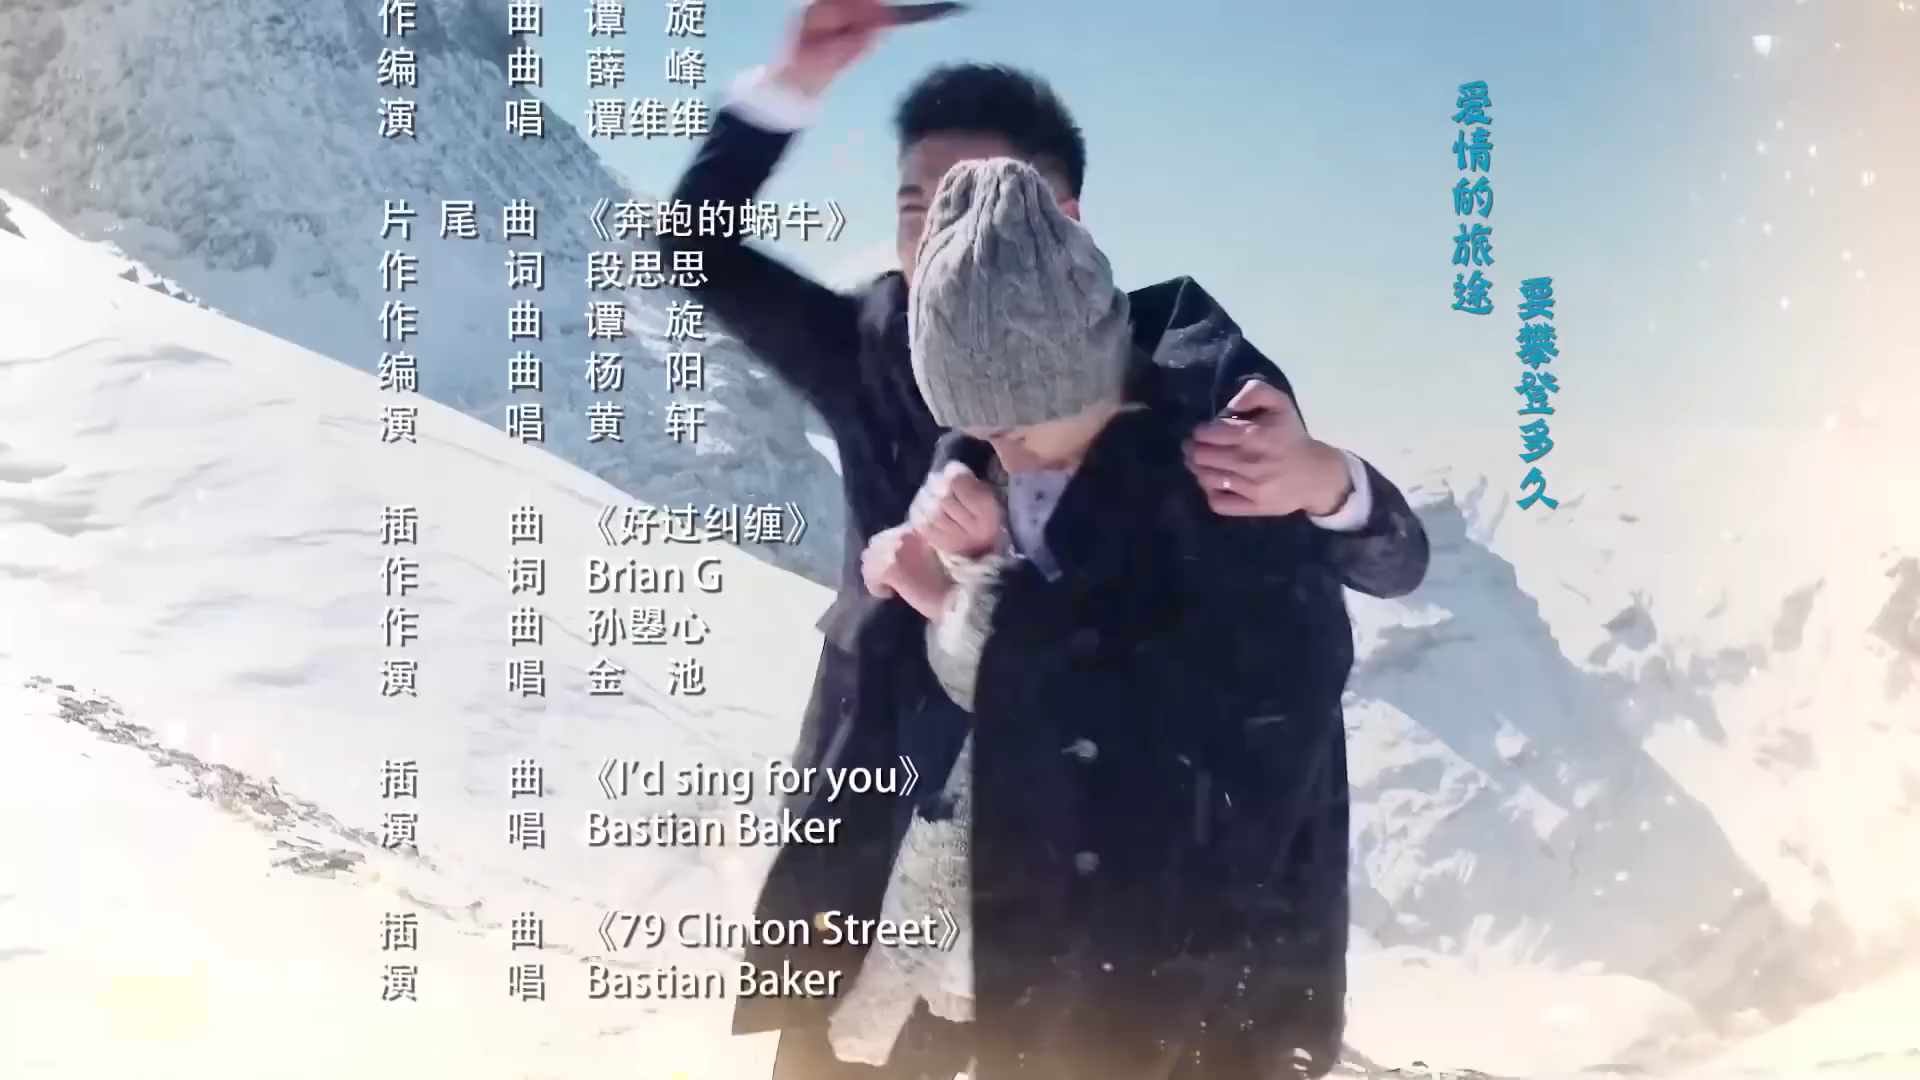 作曲 谭旋
编曲 薛峰
演唱 谭维维
片尾曲 《奔跑的蜗牛》
作词 段思思
作曲 谭旋
编曲 杨阳
演唱 黄轩
插曲 《好过纠缠》
作词 Brian G
作曲 孙曌心
演唱 金池
插曲 《I'd sing for you》
演唱 Bastian Baker
插曲 《79 Clinton Street》
演唱 Bastian Baker
爱情的旅途
要攀登多久